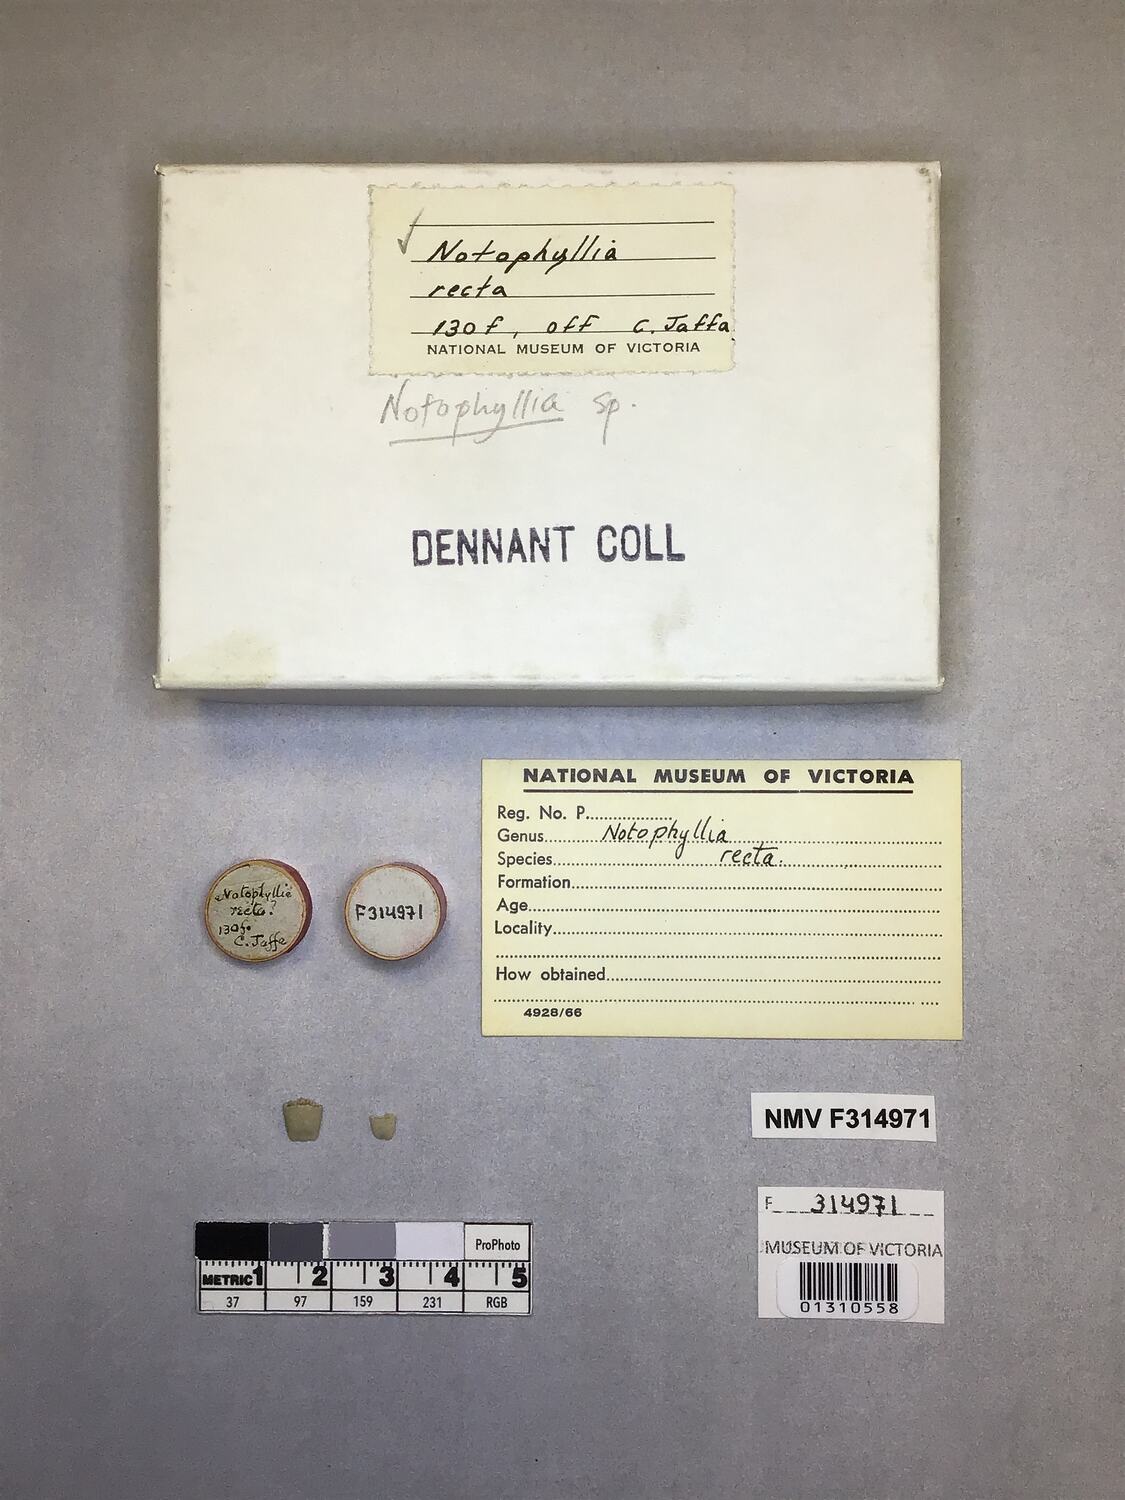 Notophyllia
recta
130 f, off C. Jaffa
NATIONAL MUSEUM OF VICTORIA
Notophyllia sp.
DENNANT COLL
NATIONAL MUSEUM OF VICTORIA
Reg. No. P.
Genus Notophyllia
Species recta.
Formation
Age
Locality
How obtained
4928/66
Notophyllia
recta?
130f.
C. Jaffa
F314971
NMV F314971
F 314971
MUSEUM OF VICTORIA
01310558
ProPhoto
METRIC 1 2 3 4 5
37 97 159 231 RGB